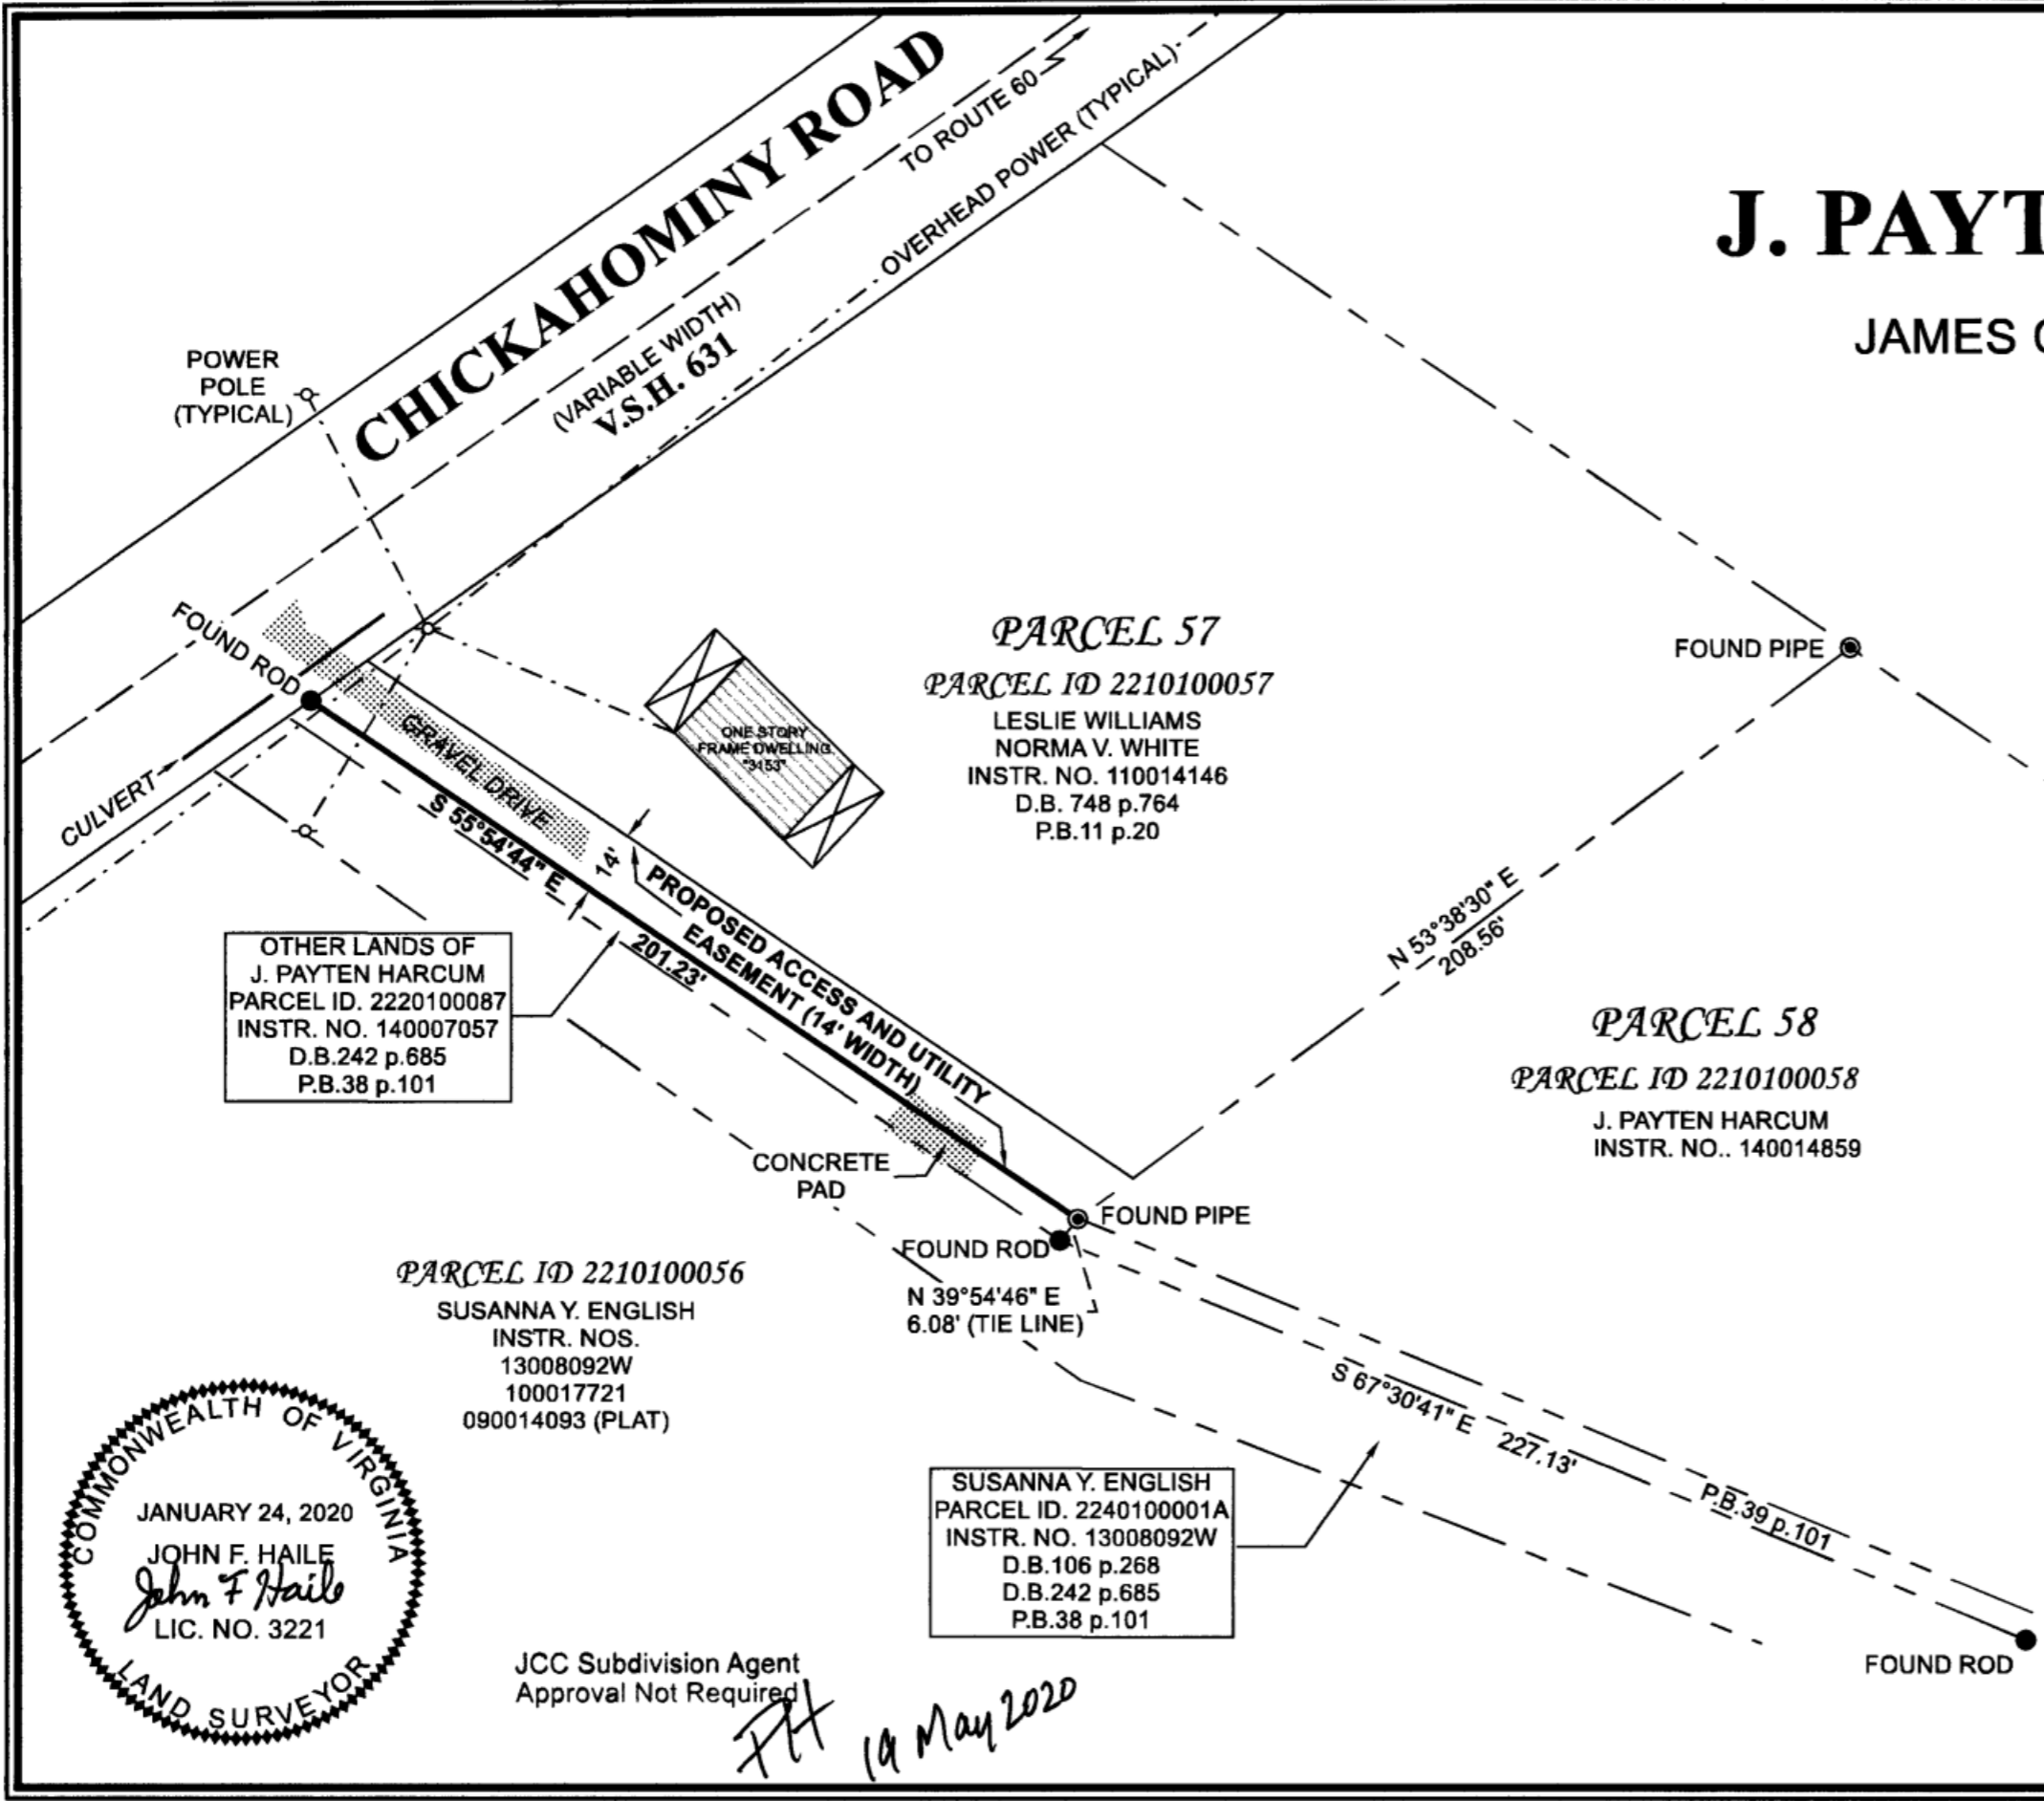 J. PAYT
JAMES
CHICKAHOMINY ROAD
TO ROUTE 60
OVERHEAD POWER (TYPICAL)
(VARIABLE WIDTH)
V.S.H. 631
POWER
POLE
(TYPICAL)
FOUND ROD
CULVERT
GRAVEL DRIVE
ONE STORY
FRAME DWELLING
"3153"
PARCEL 57
PARCEL ID 2210100057
LESLIE WILLIAMS
NORMA V. WHITE
INSTR. NO. 110014146
D.B. 748 p.764
P.B.11 p.20
FOUND PIPE
N 53°38'30" E
208.56'
S 55°54'44" E
201.23'
14'
PROPOSED ACCESS AND UTILITY
EASEMENT (14' WIDTH)
OTHER LANDS OF
J. PAYTEN HARCUM
PARCEL ID. 2220100087
INSTR. NO. 140007057
D.B.242 p.685
P.B.38 p.101
PARCEL 58
PARCEL ID 2210100058
J. PAYTEN HARCUM
INSTR. NO.. 140014859
CONCRETE
PAD
FOUND PIPE
FOUND ROD
N 39°54'46" E
6.08' (TIE LINE)
PARCEL ID 2210100056
SUSANNA Y. ENGLISH
INSTR. NOS.
13008092W
100017721
090014093 (PLAT)
S 67°30'41" E 227.13'
P.B.39 p.101
SUSANNA Y. ENGLISH
PARCEL ID. 2240100001A
INSTR. NO. 13008092W
D.B.106 p.268
D.B.242 p.685
P.B.38 p.101
FOUND ROD
COMMONWEALTH OF VIRGINIA
JANUARY 24, 2020
JOHN F. HAILE
John F Haile
LIC. NO. 3221
LAND SURVEYOR
JCC Subdivision Agent
Approval Not Required
19 May 2020